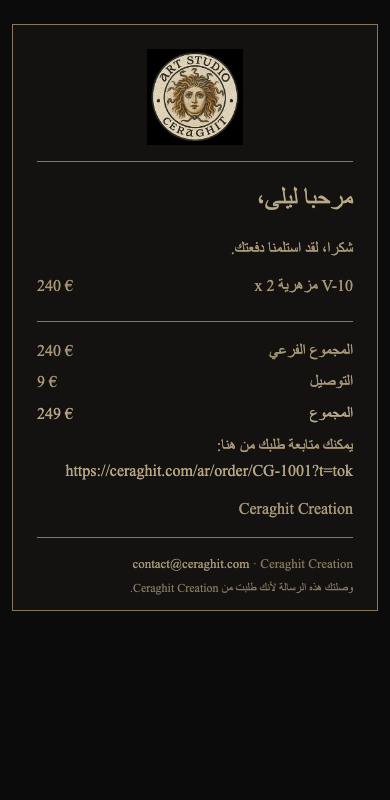 ART STUDIO
CERAGHIT
مرحبا ليلى،
شكرا، لقد استلمنا دفعتك.
V-10 مزهرية x 2 240 €
المجموع الفرعي 240 €
التوصيل 9 €
المجموع 249 €
يمكنك متابعة طلبك من هنا:
https://ceraghit.com/ar/order/CG-1001?t=tok
Ceraghit Creation
Ceraghit Creation · contact@ceraghit.com
وصلتك هذه الرسالة لأنك طلبت من Ceraghit Creation.